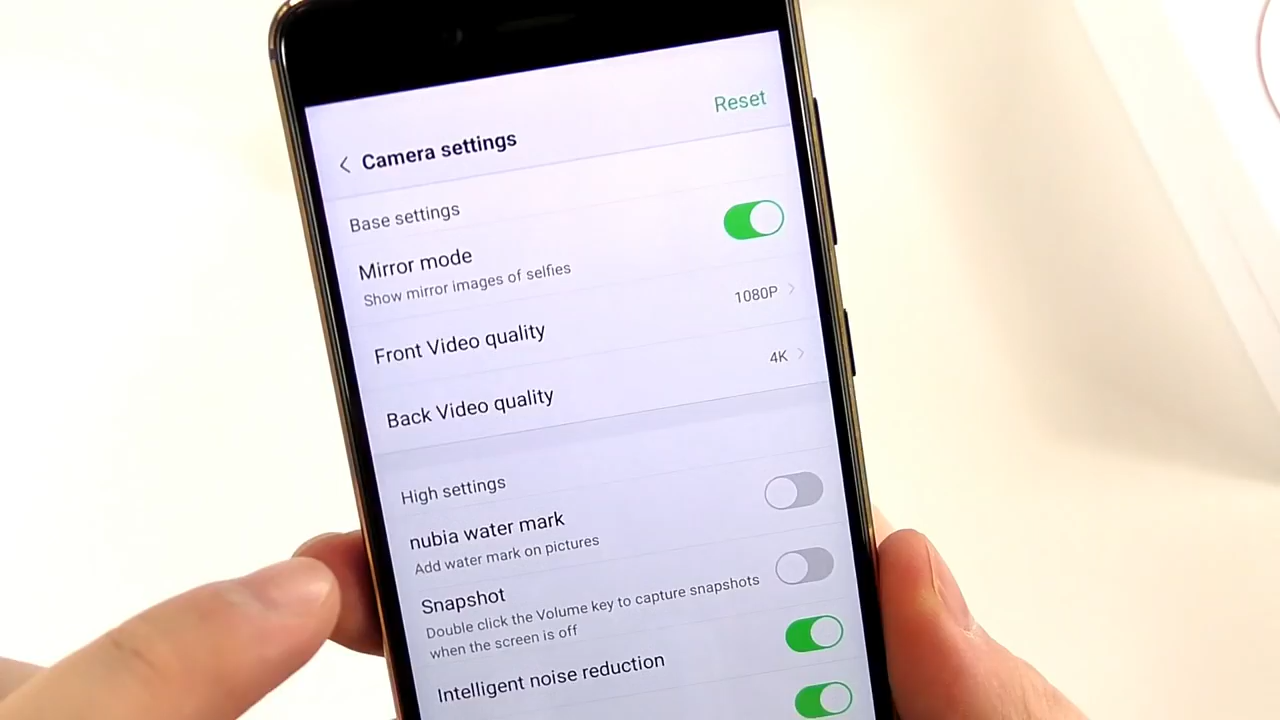 Reset
Camera settings
Base settings
Mirror mode
Show mirror images of selfies
Front Video quality 1080P
Back Video quality 4K
High settings
nubia water mark
Add water mark on pictures
Snapshot
Double click the Volume key to capture snapshots
when the screen is off
Intelligent noise reduction